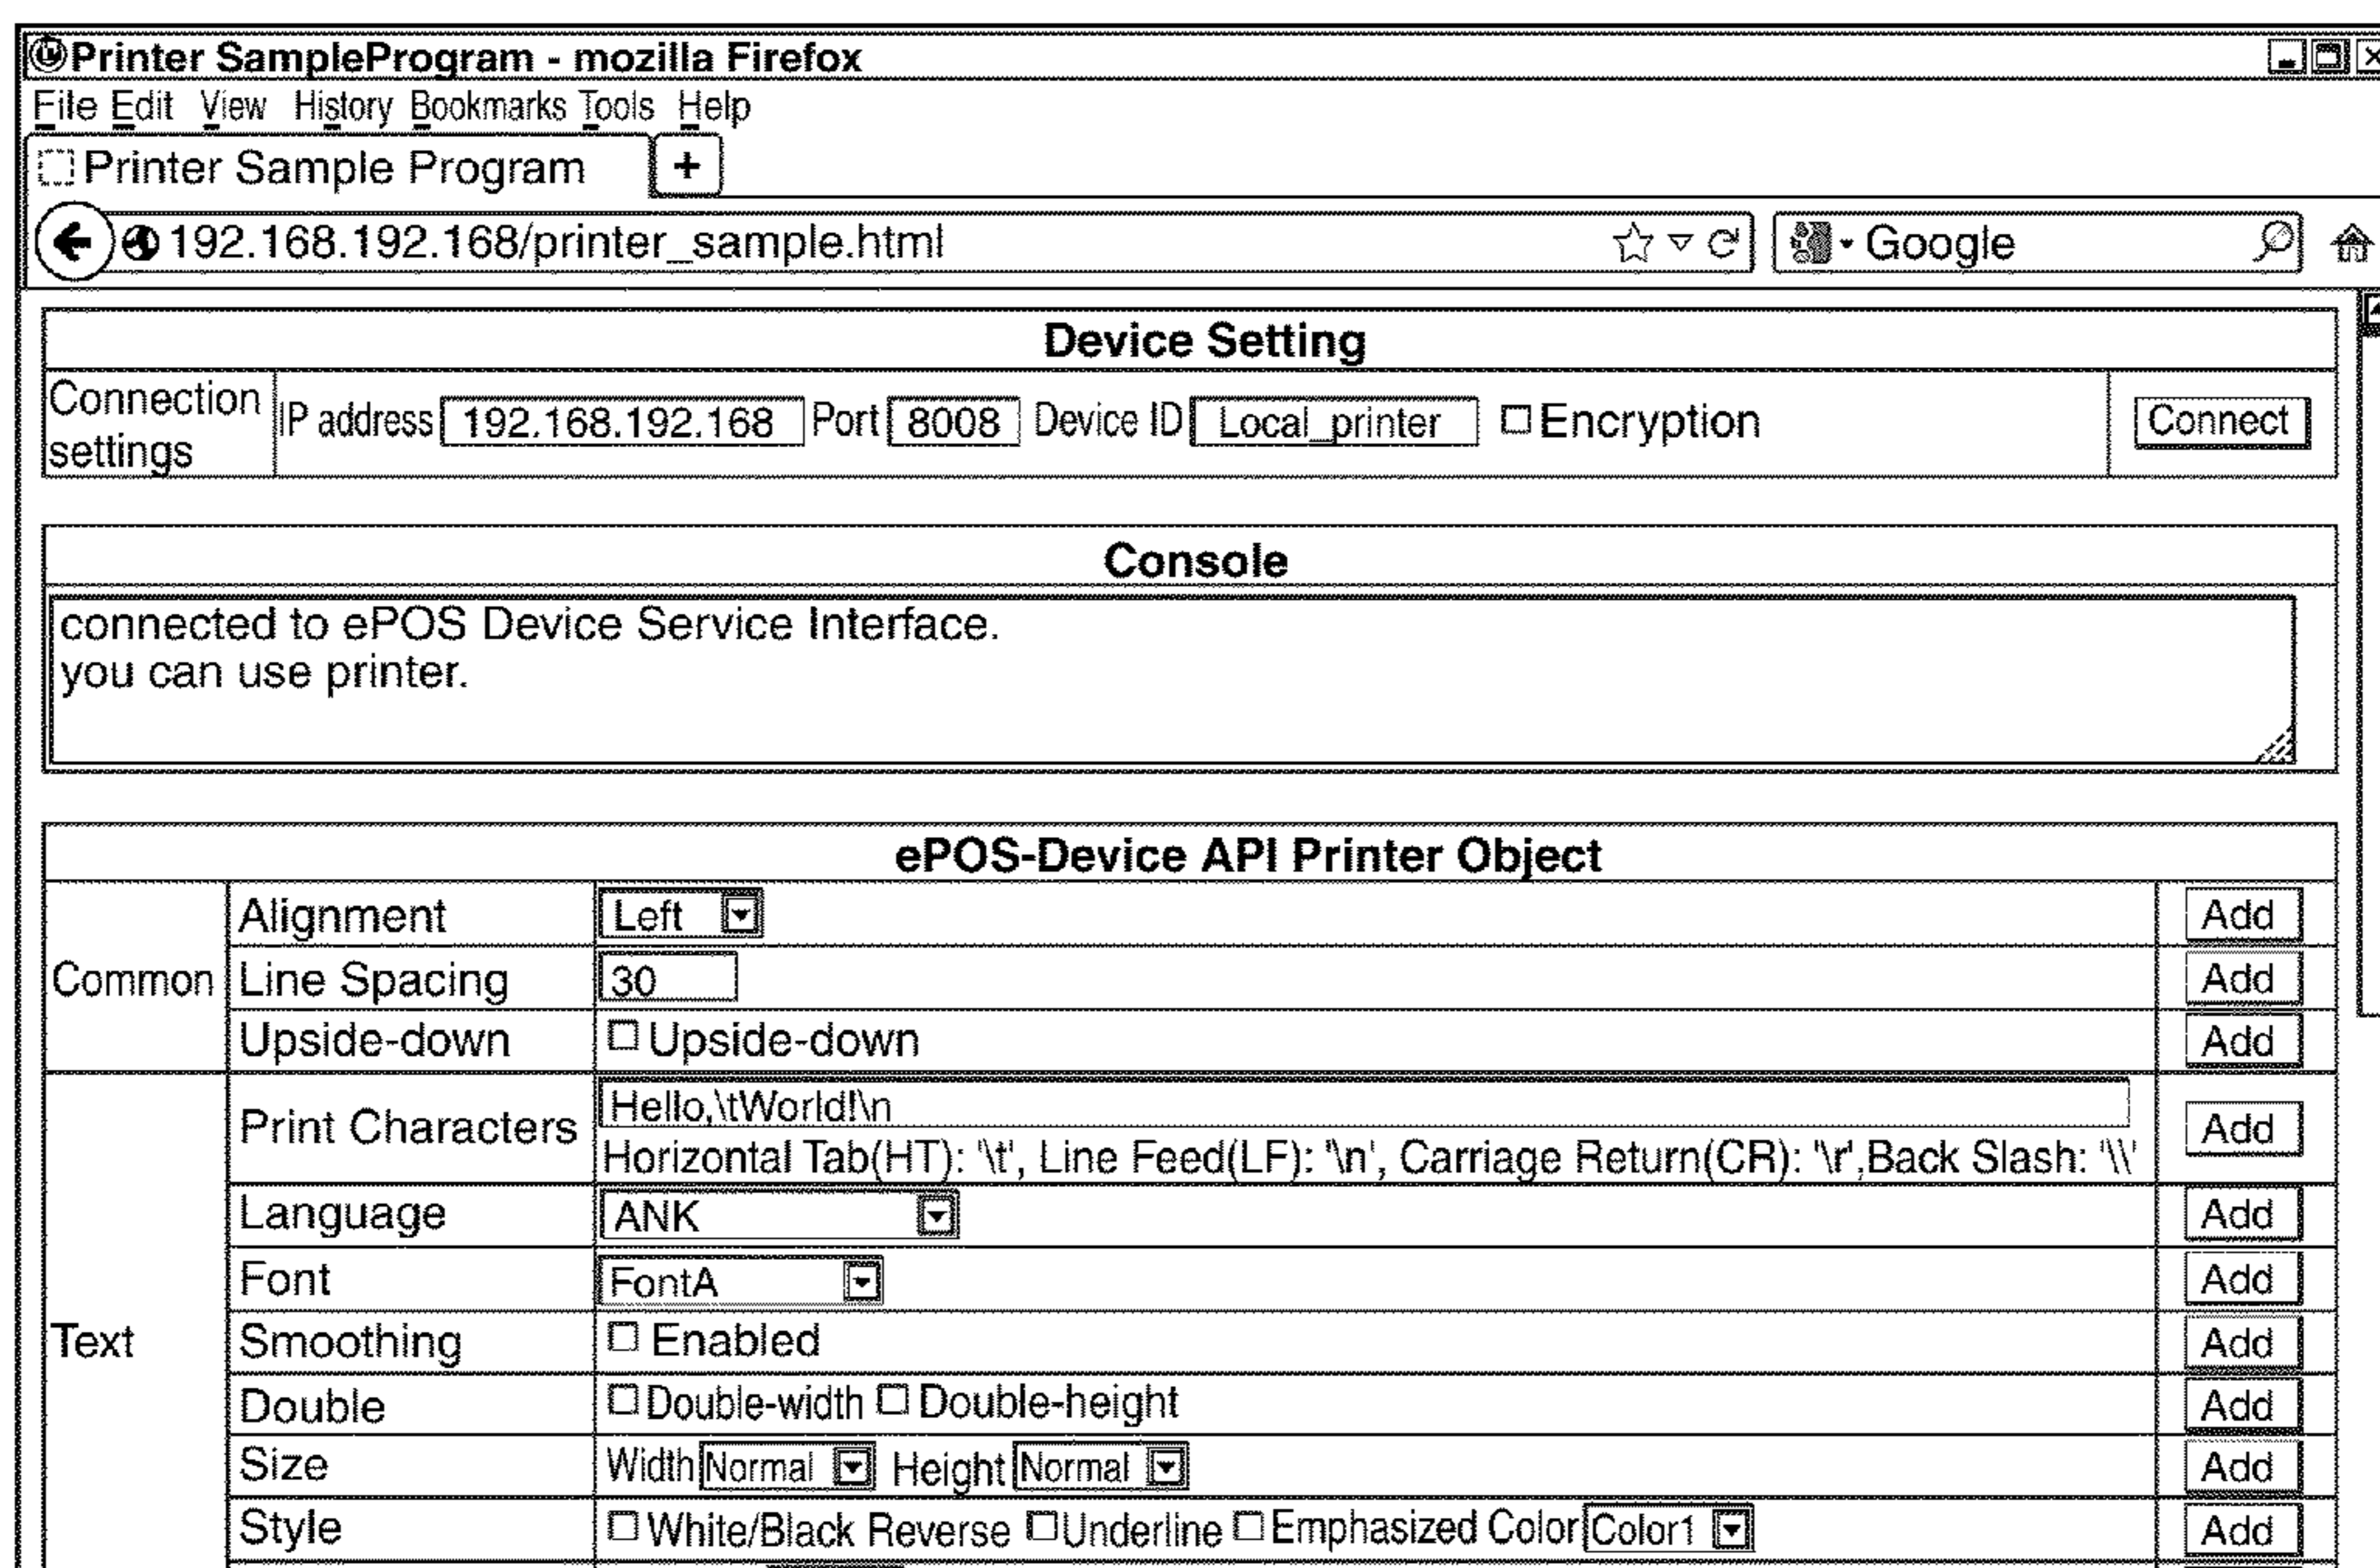 Printer SampleProgram - mozilla Firefox
File Edit View History Bookmarks Tools Help
Printer Sample Program +
192.168.192.168/printer_sample.html Google
Device Setting
Connection settings IP address 192.168.192.168 Port 8008 Device ID Local_printer Encryption Connect
Console
connected to ePOS Device Service Interface.
you can use printer.
ePOS-Device API Printer Object
Common
Alignment Left Add
Line Spacing 30 Add
Upside-down Upside-down Add
Text
Print Characters Hello,\tWorld!\n Add
Horizontal Tab(HT): '\t', Line Feed(LF): '\n', Carriage Return(CR): '\r',Back Slash: '\\'
Language ANK Add
Font FontA Add
Smoothing Enabled Add
Double Double-width Double-height Add
Size Width Normal Height Normal Add
Style White/Black Reverse Underline Emphasized Color Color1 Add